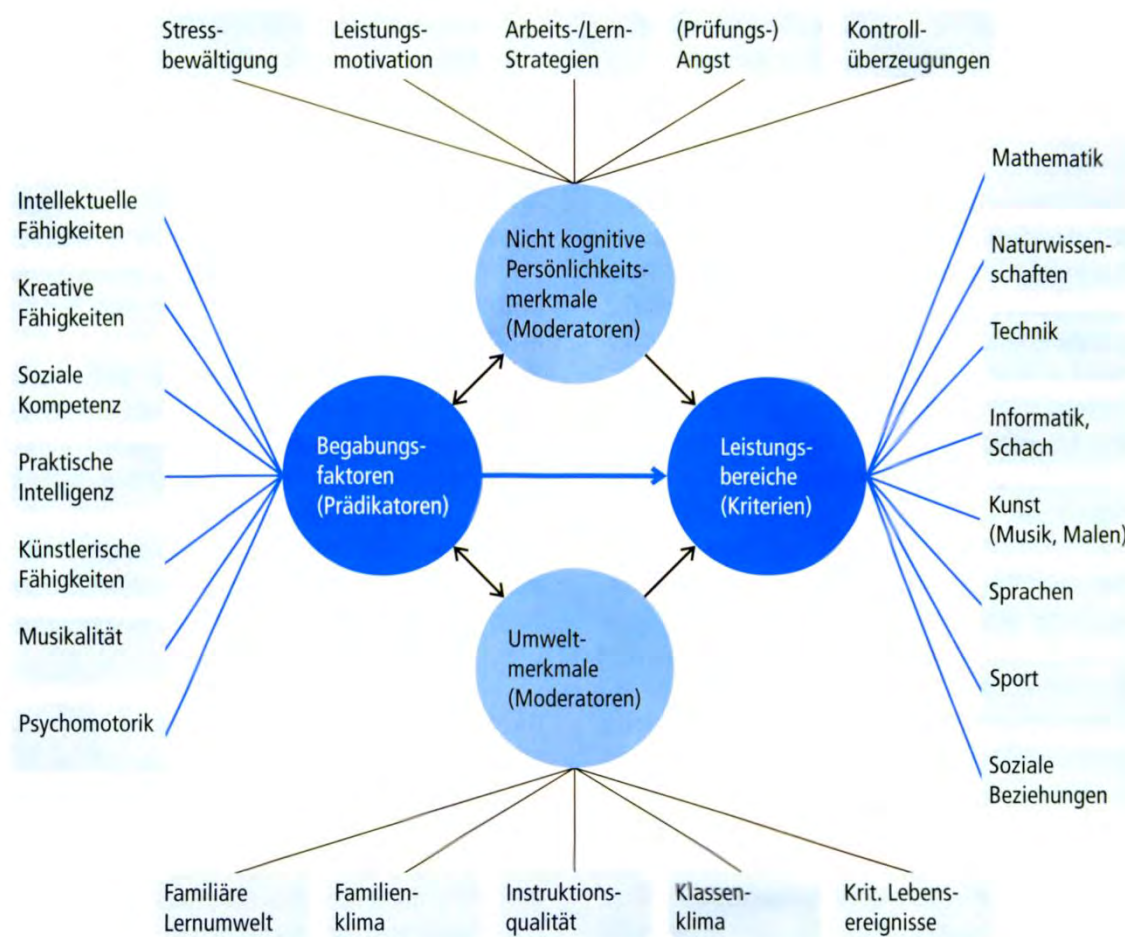 Stress-
bewältigung
Leistungs-
motivation
Arbeits-/Lern-
Strategien
(Prüfungs-)
Angst
Kontroll-
überzeugungen
Intellektuelle
Fähigkeiten
Kreative
Fähigkeiten
Soziale
Kompetenz
Praktische
Intelligenz
Künstlerische
Fähigkeiten
Musikalität
Psychomotorik
Nicht kognitive
Persönlichkeits-
merkmale
(Moderatoren)
Begabungs-
faktoren
(Prädikatoren)
Leistungs-
bereiche
(Kriterien)
Umwelt-
merkmale
(Moderatoren)
Mathematik
Naturwissen-
schaften
Technik
Informatik,
Schach
Kunst
(Musik, Malen)
Sprachen
Sport
Soziale
Beziehungen
Familiäre
Lernumwelt
Familien-
klima
Instruktions-
qualität
Klassen-
klima
Krit. Lebens-
ereignisse